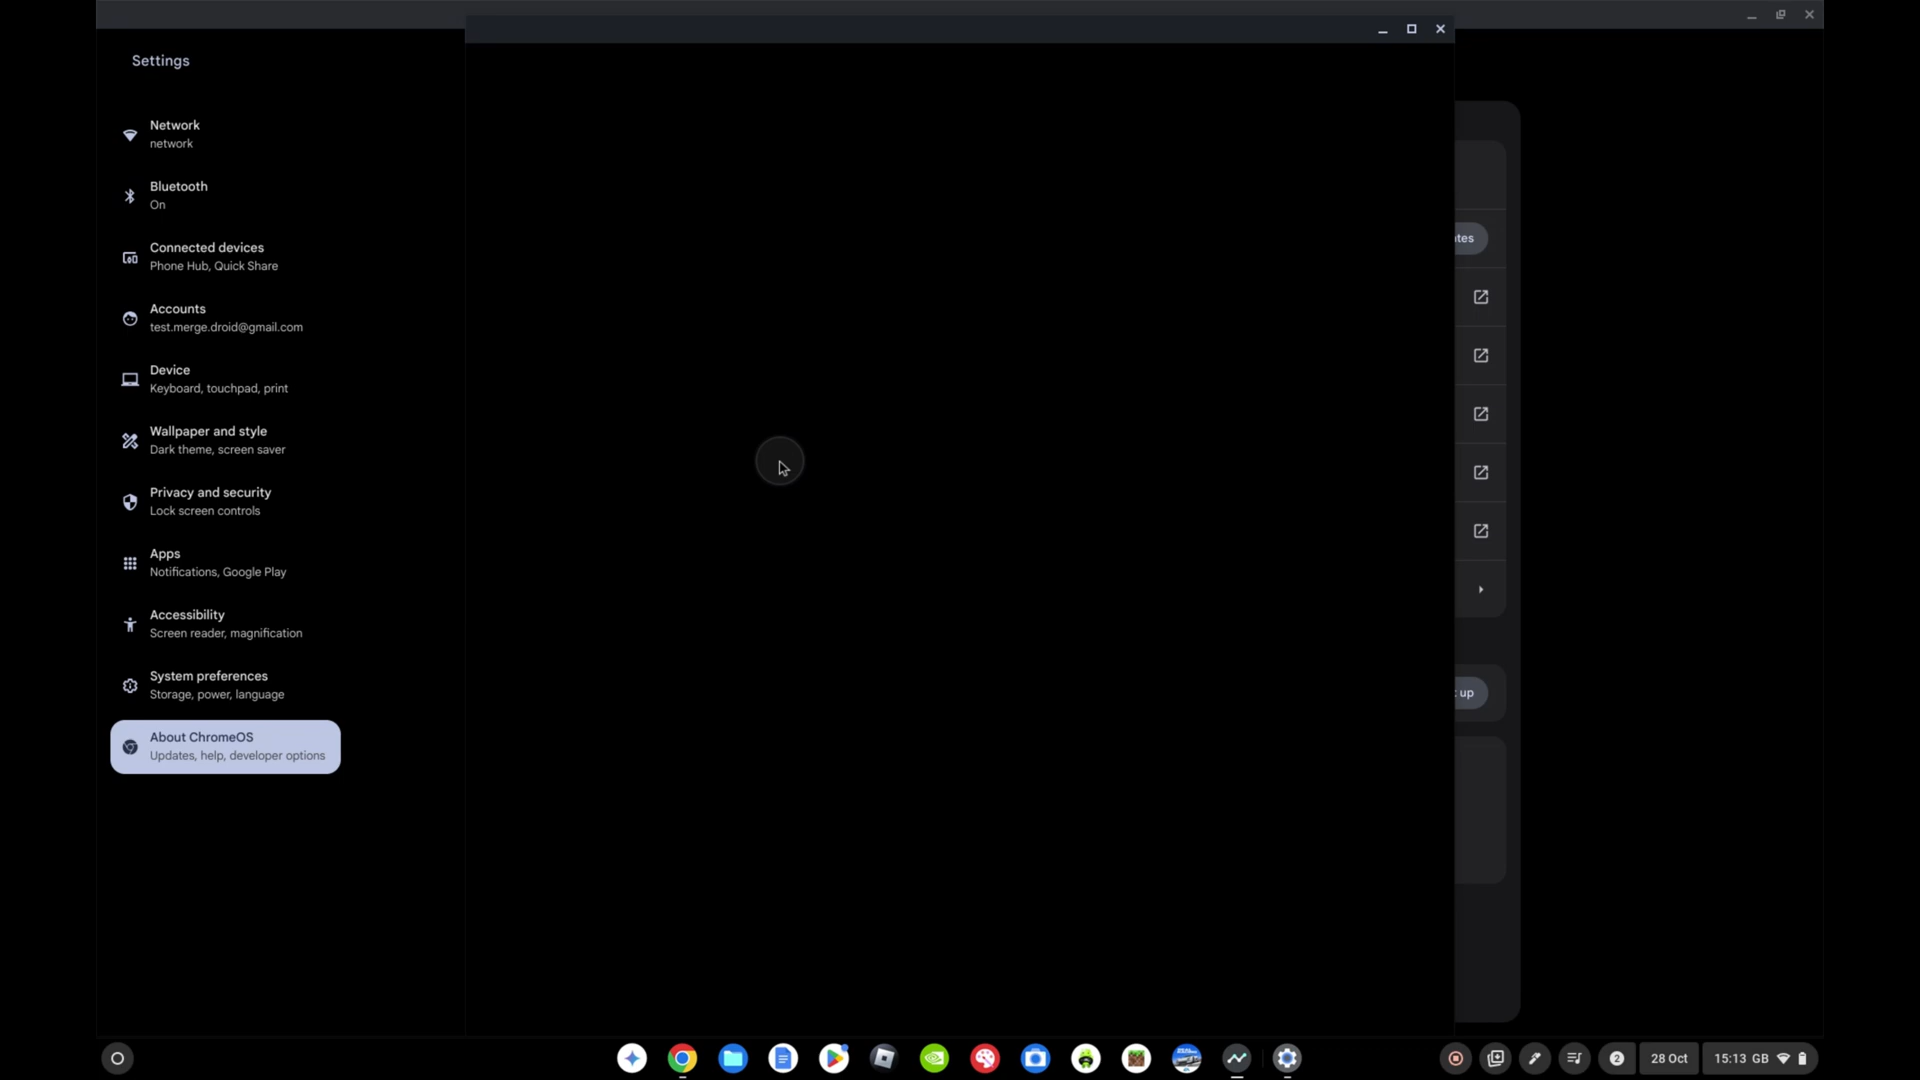 Settings
Network
network
Bluetooth
On
Connected devices
Phone Hub, Quick Share
Accounts
test.merge.droid@gmail.com
Device
Keyboard, touchpad, print
Wallpaper and style
Dark theme, screen saver
Privacy and security
Lock screen controls
Apps
Notifications, Google Play
Accessibility
Screen reader, magnification
System preferences
Storage, power, language
About ChromeOS
Updates, help, developer options
tes
up
2
28 Oct
15:13 GB